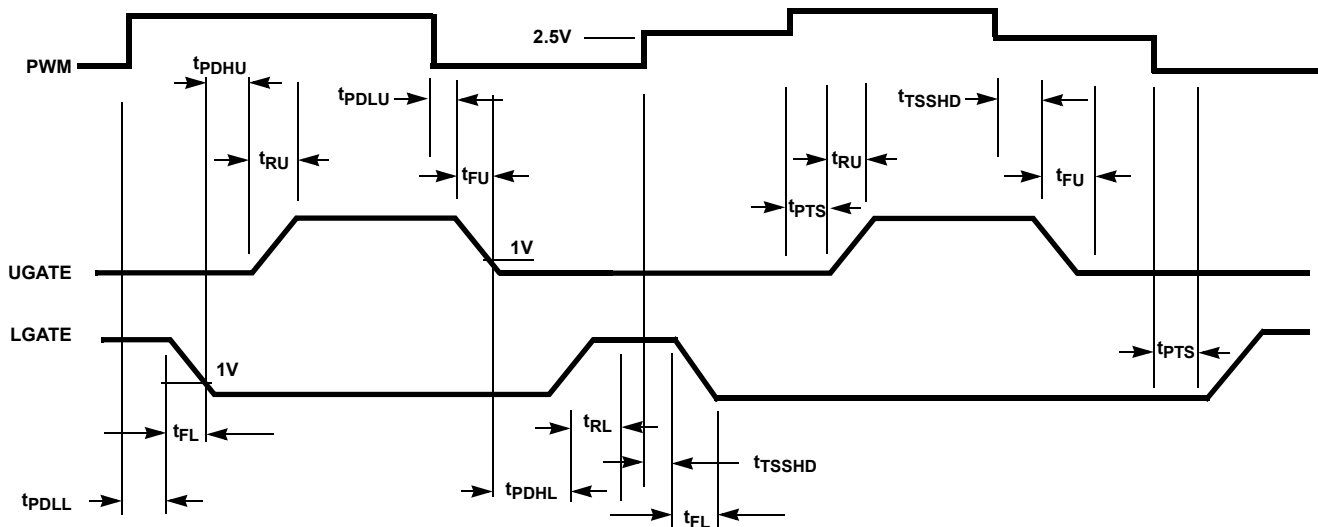 2.5V
PWM
tPDHU
tPDLU
tTSSHD
tRU
tFU
tRU
tFU
tPTS
1V
UGATE
LGATE
1V
tPTS
tFL
tRL
tTSSHD
tPDLL
tPDHL
tFL